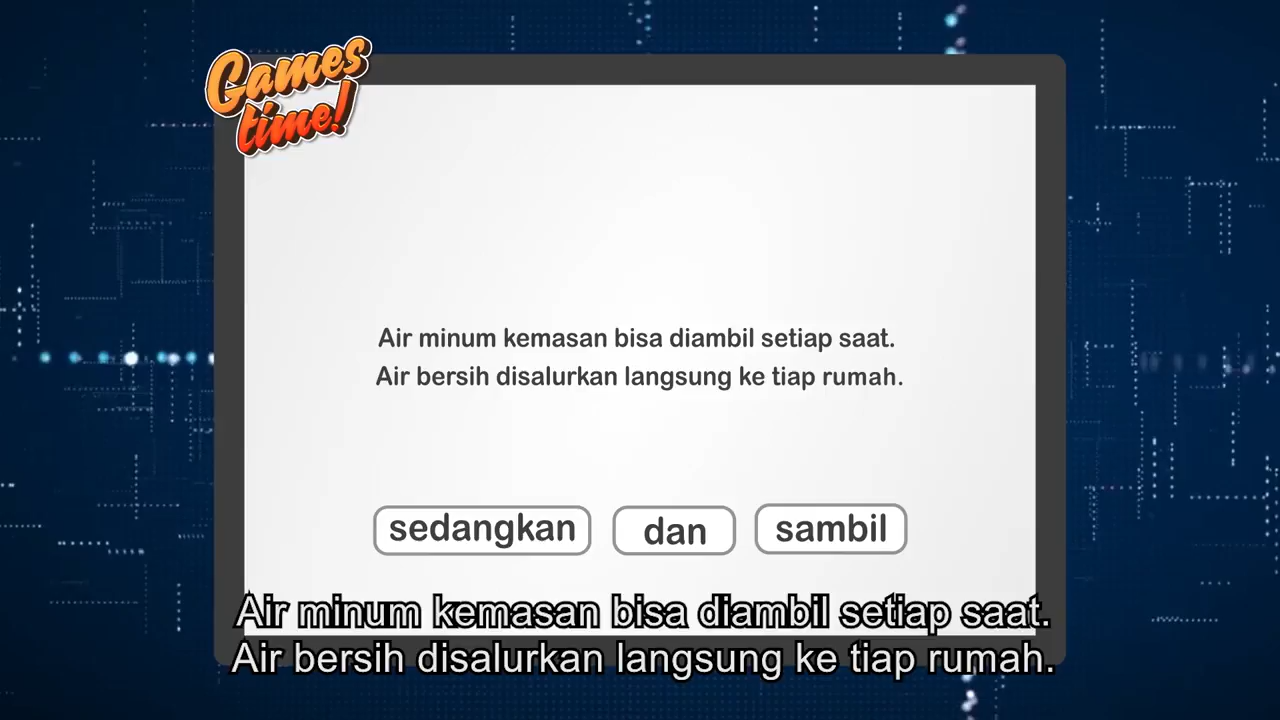 Games
time!
Air minum kemasan bisa diambil setiap saat.
Air bersih disalurkan langsung ke tiap rumah.
sedangkan dan sambil
Air minum kemasan bisa diambil setiap saat.
Air bersih disalurkan langsung ke tiap rumah.